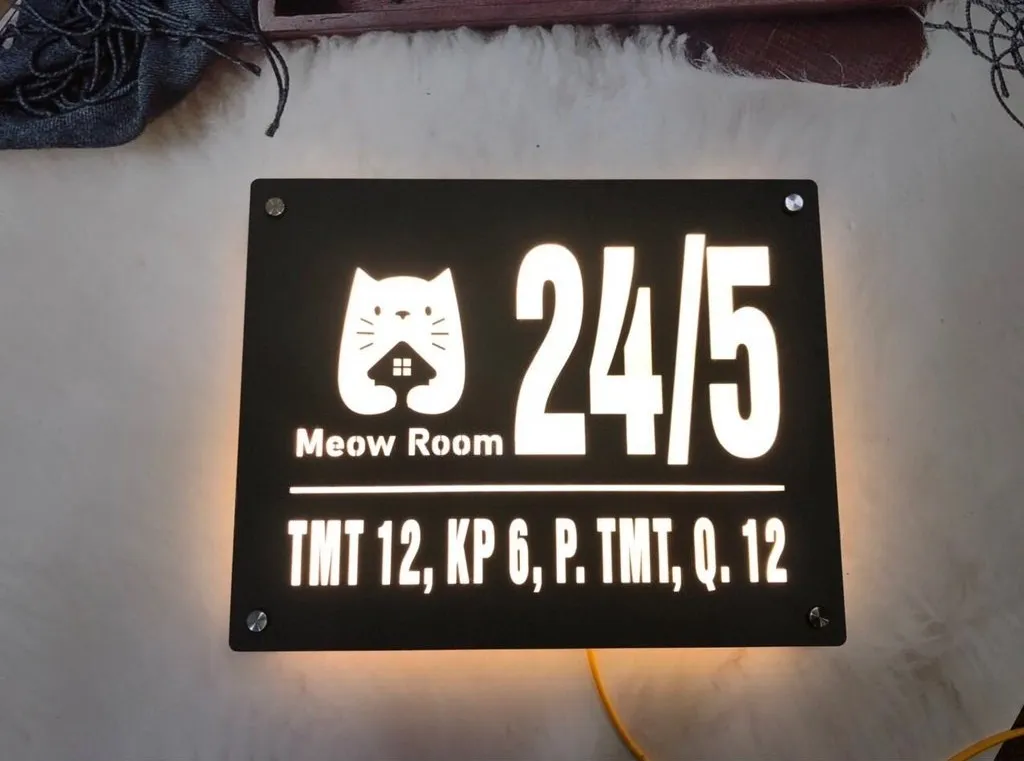 24/5
Meow Room
TMT 12, KP 6, P. TMT, Q. 12